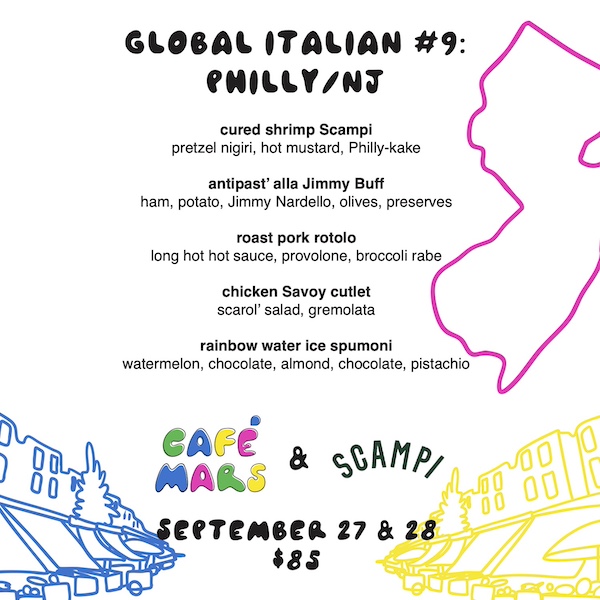 GLOBAL ITALIAN #9:
PHILLY/NJ
cured shrimp Scampi
pretzel nigiri, hot mustard, Philly-kake
antipast' alla Jimmy Buff
ham, potato, Jimmy Nardello, olives, preserves
roast pork rotolo
long hot hot sauce, provolone, broccoli rabe
chicken Savoy cutlet
scarol' salad, gremolata
rainbow water ice spumoni
watermelon, chocolate, almond, chocolate, pistachio
CAFÉ
MARS
& SCAMPI
SEPTEMBER 27 & 28
$85